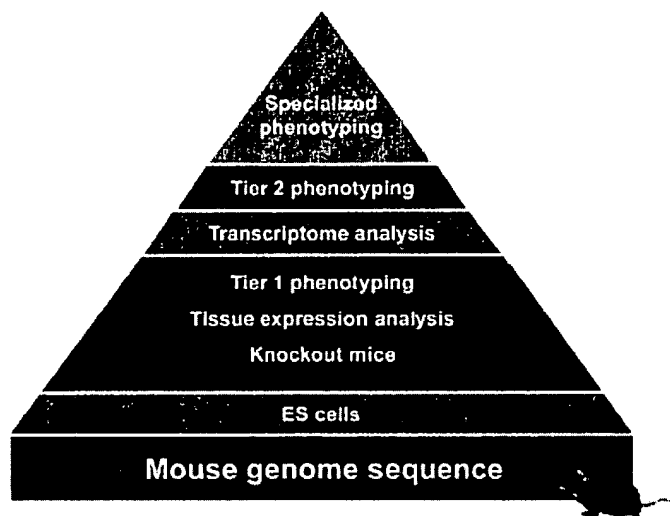 Specialized
phenotyping
Tier 2 phenotyping
Transcriptome analysis
Tier 1 phenotyping
Tissue expression analysis
Knockout mice
ES cells
Mouse genome sequence